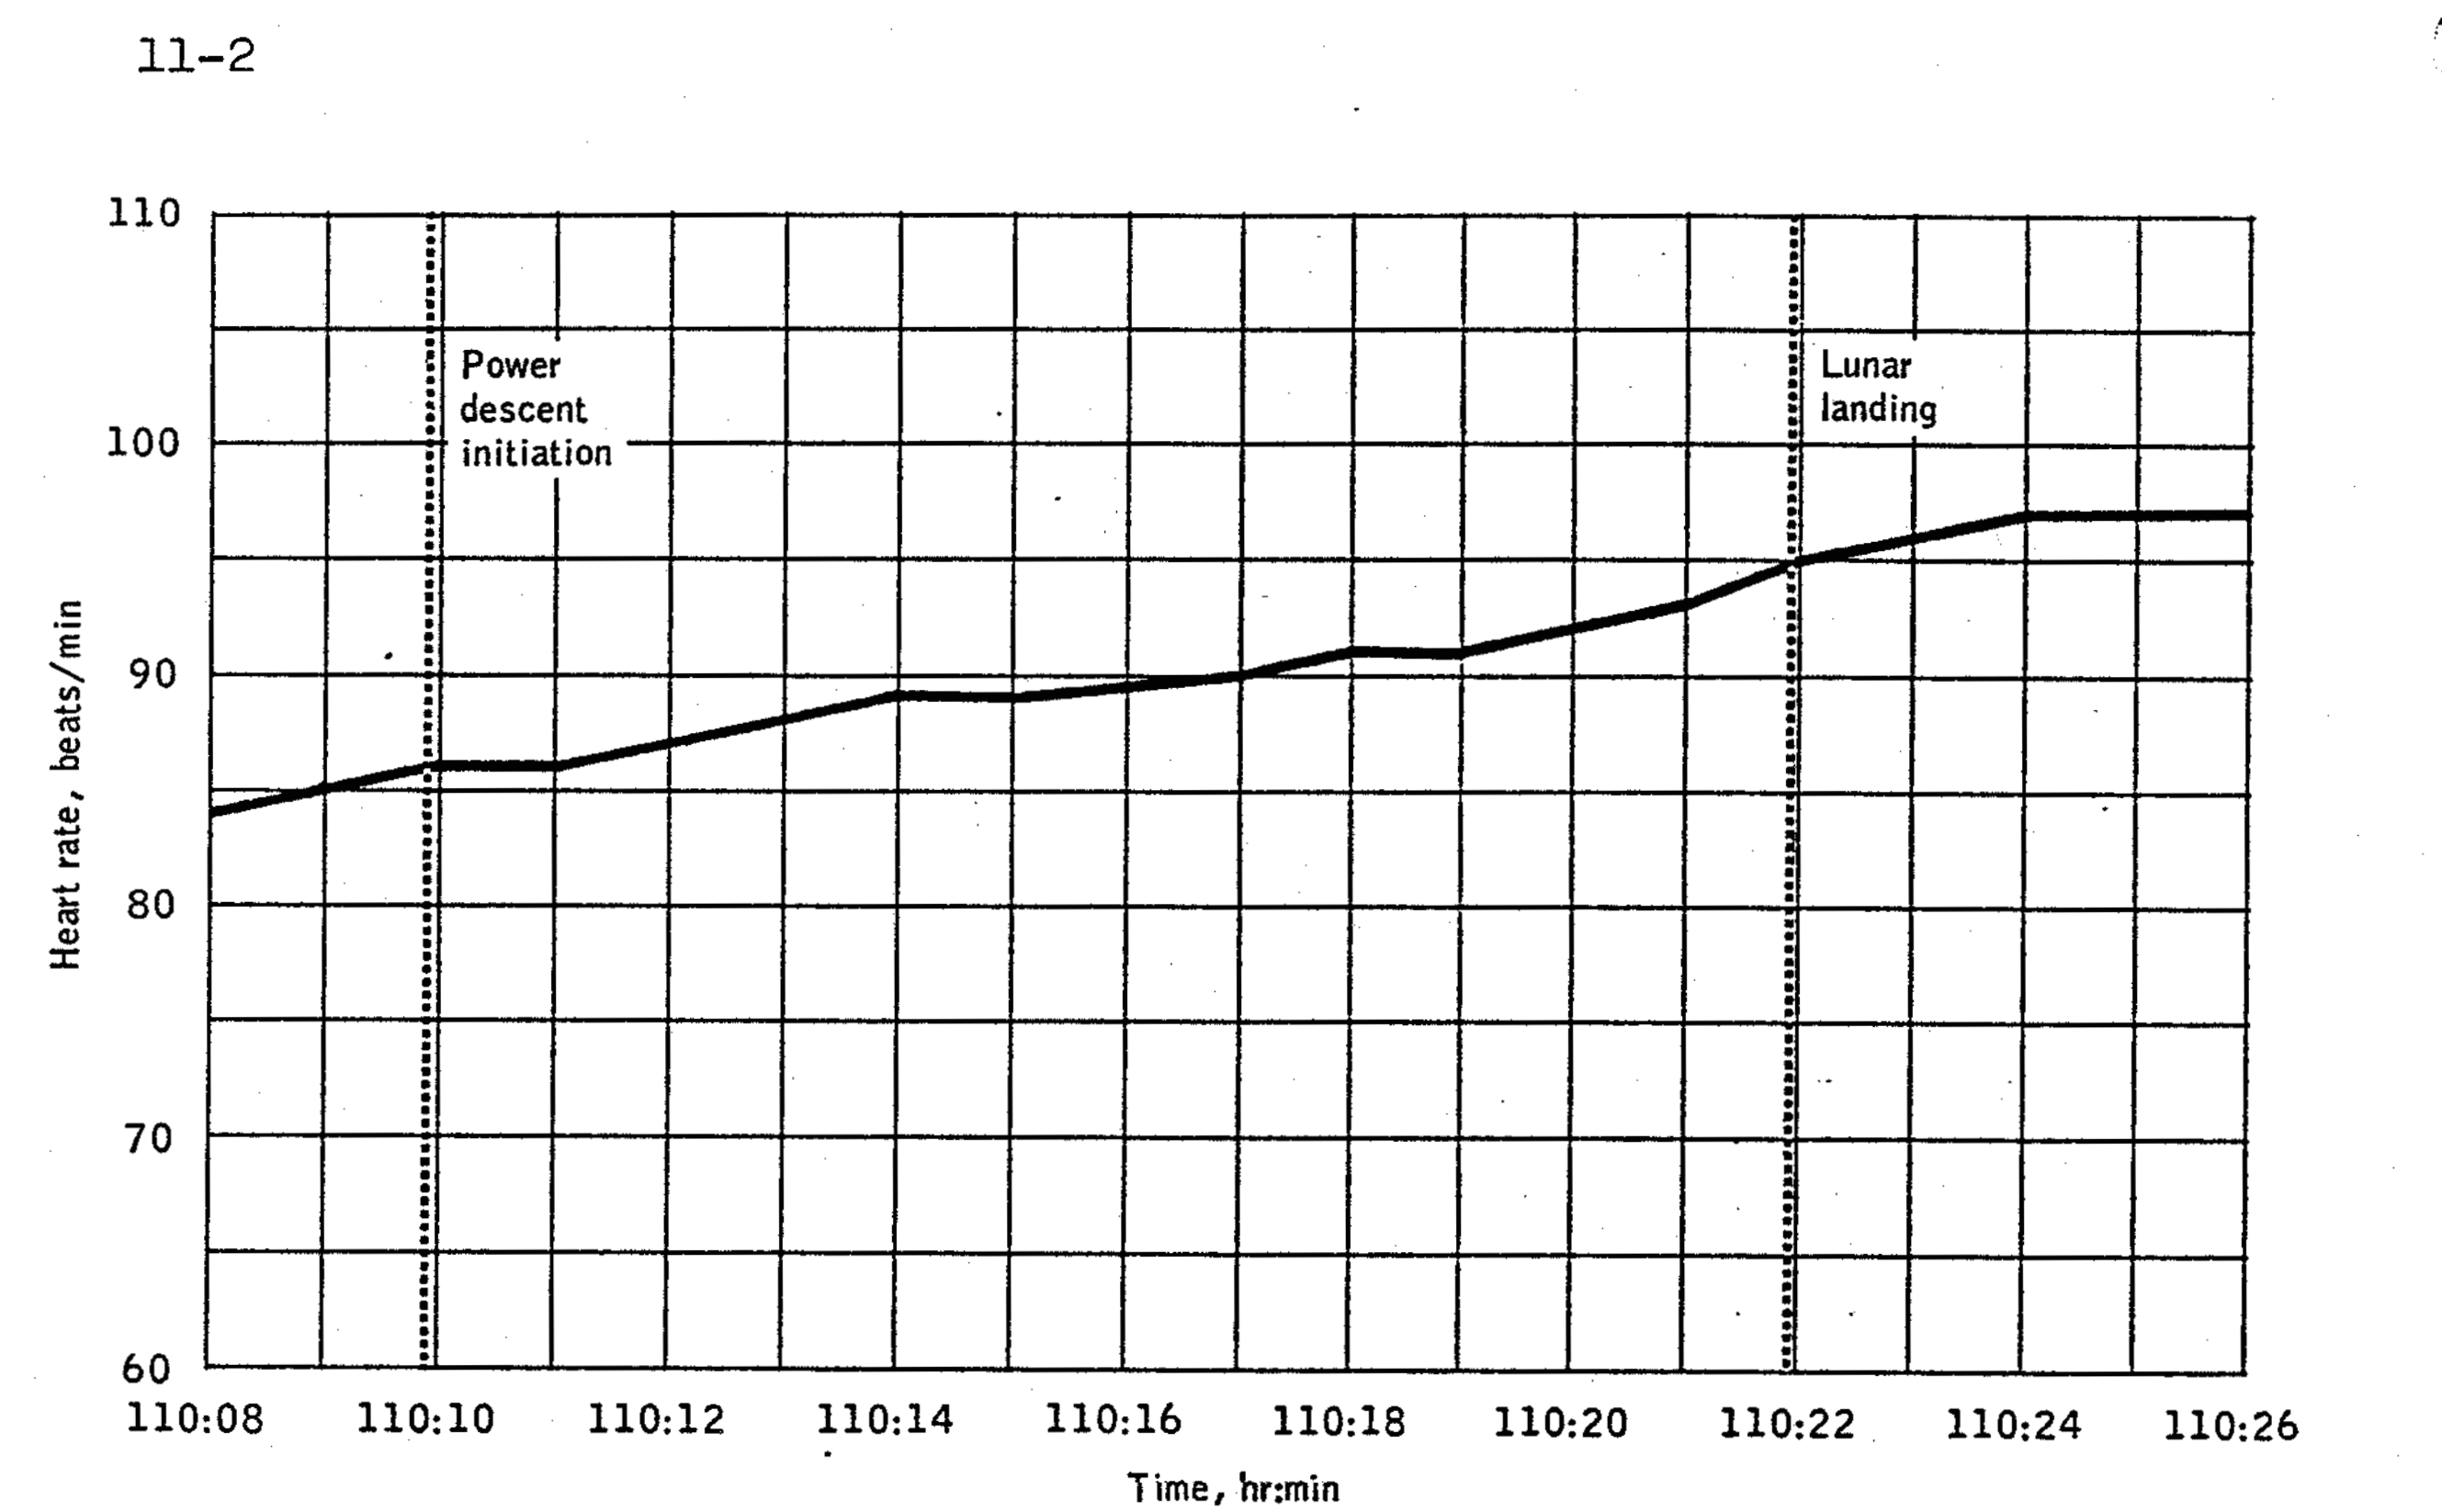 11-2
110
100
90
80
70
60
Heart rate, beats/min
Power
descent
initiation
Lunar
landing
110:08 110:10 110:12 110:14 110:16 110:18 110:20 110:22 110:24 110:26
Time, hr:min